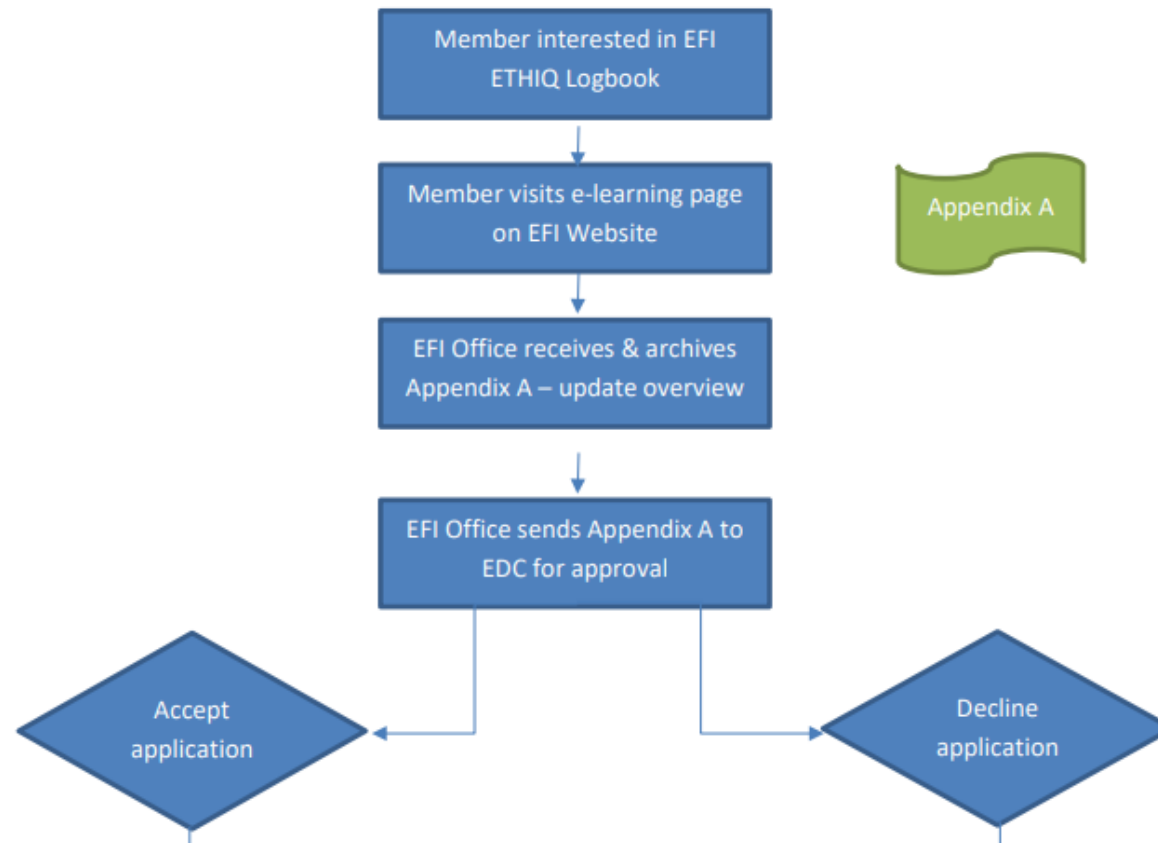 Member interested in EFI
ETHIQ Logbook
Member visits e-learning page
on EFI Website
Appendix A
EFI Office receives & archives
Appendix A – update overview
EFI Office sends Appendix A to
EDC for approval
Accept
application
Decline
application